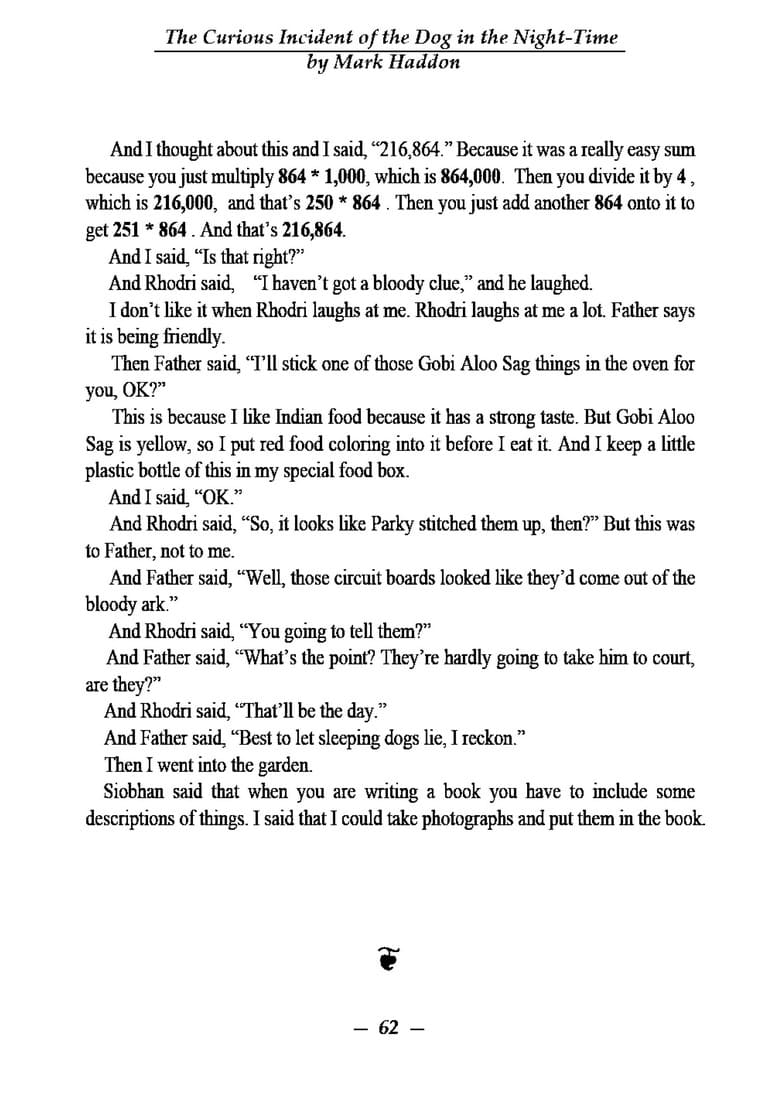 The Curious Incident of the Dog in the Night-Time
by Mark Haddon
And I thought about this and I said, “216,864.” Because it was a really easy sum
because you just multiply 864 * 1,000, which is 864,000. Then you divide it by 4 ,
which is 216,000, and that’s 250 * 864 . Then you just add another 864 onto it to
get 251 * 864 . And that’s 216,864.
And I said, “Is that right?”
And Rhodri said, “I haven’t got a bloody clue,” and he laughed.
I don’t like it when Rhodri laughs at me. Rhodri laughs at me a lot. Father says
it is being friendly.
Then Father said, “I’ll stick one of those Gobi Aloo Sag things in the oven for
you, OK?”
This is because I like Indian food because it has a strong taste. But Gobi Aloo
Sag is yellow, so I put red food coloring into it before I eat it. And I keep a little
plastic bottle of this in my special food box.
And I said, “OK.”
And Rhodri said, “So, it looks like Parky stitched them up, then?” But this was
to Father, not to me.
And Father said, “Well, those circuit boards looked like they’d come out of the
bloody ark.”
And Rhodri said, “You going to tell them?”
And Father said, “What’s the point? They’re hardly going to take him to court,
are they?”
And Rhodri said, “That’ll be the day.”
And Father said, “Best to let sleeping dogs lie, I reckon.”
Then I went into the garden.
Siobhan said that when you are writing a book you have to include some
descriptions of things. I said that I could take photographs and put them in the book.
— 62 —